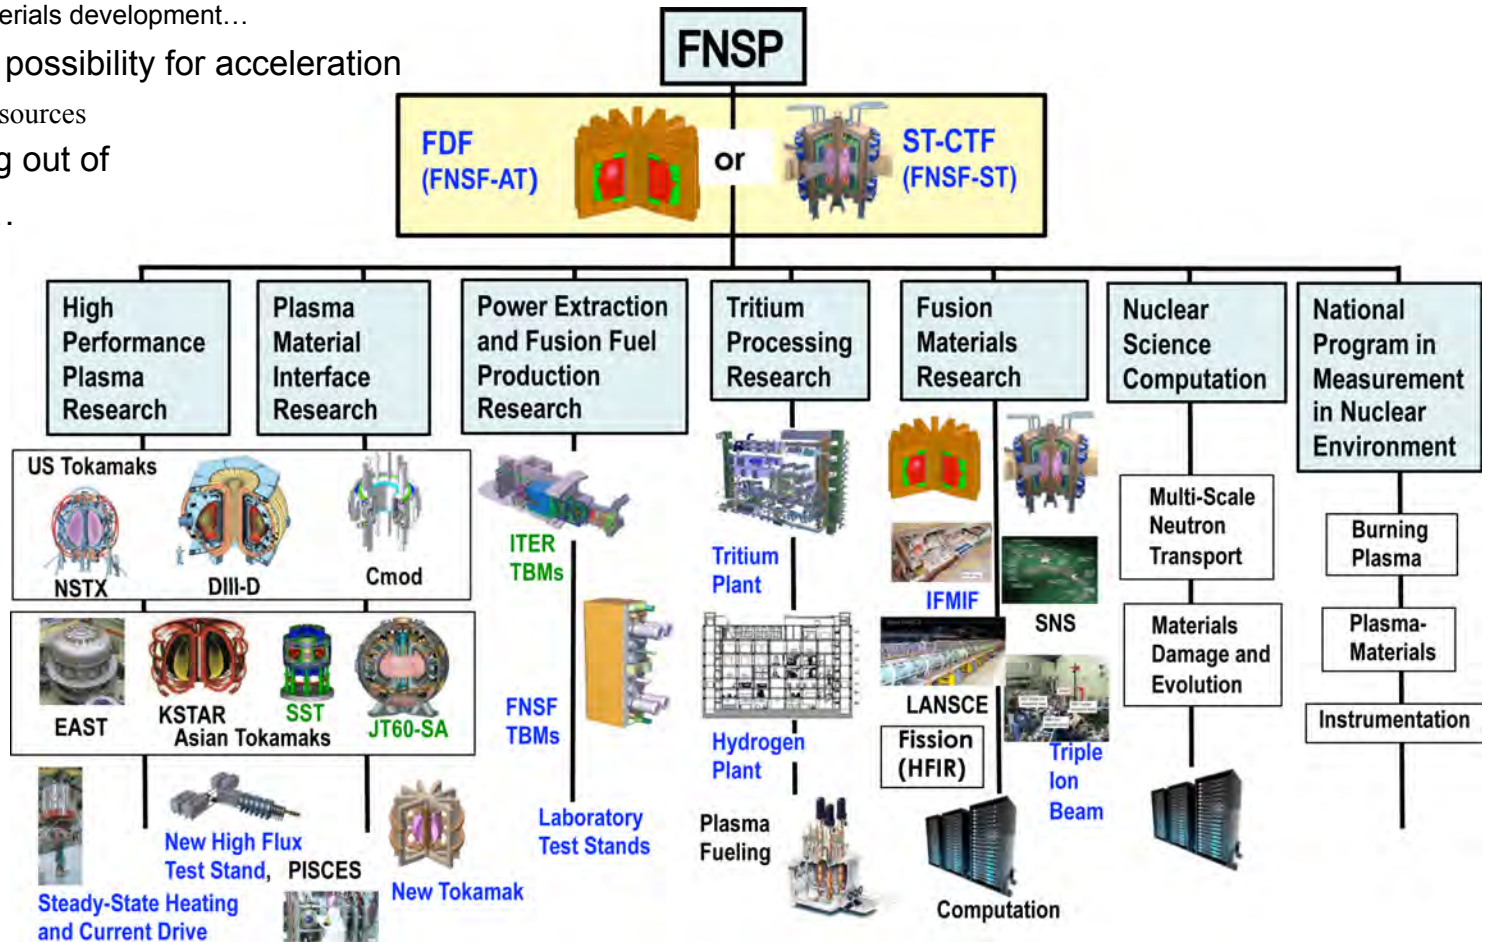 erials development…
possibility for acceleration
sources
g out of
FNSP
FDF
(FNSF-AT)
or
ST-CTF
(FNSF-ST)
High
Performance
Plasma
Research
Plasma
Material
Interface
Research
Power Extraction
and Fusion Fuel
Production
Research
Tritium
Processing
Research
Fusion
Materials
Research
Nuclear
Science
Computation
National
Program in
Measurement
in Nuclear
Environment
US Tokamaks
NSTX
DIII-D
Cmod
EAST
KSTAR
SST
JT60-SA
Asian Tokamaks
New High Flux
Test Stand, PISCES
New Tokamak
Steady-State Heating
and Current Drive
ITER
TBMs
FNSF
TBMs
Laboratory
Test Stands
Tritium
Plant
Hydrogen
Plant
Plasma
Fueling
IFMIF
SNS
LANSCE
Fission
(HFIR)
Triple
Ion
Beam
Computation
Multi-Scale
Neutron
Transport
Materials
Damage and
Evolution
Burning
Plasma
Plasma-
Materials
Instrumentation